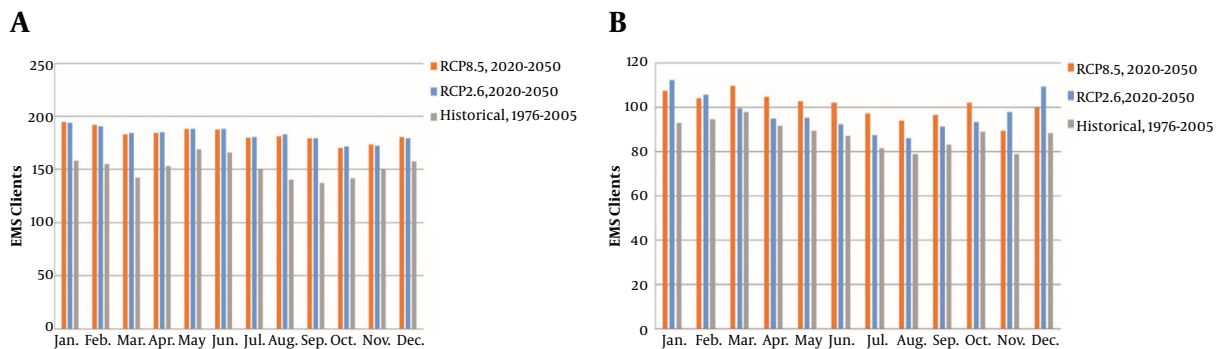 A
EMS Clients
250
200
150
100
50
0
Jan. Feb. Mar. Apr. May Jun. Jul. Aug. Sep. Oct. Nov. Dec.
RCP8.5, 2020-2050
RCP2.6,2020-2050
Historical, 1976-2005
B
EMS Clients
120
100
80
60
40
20
0
Jan. Feb. Mar. Apr. May Jun. Jul. Aug. Sep. Oct. Nov. Dec.
RCP8.5, 2020-2050
RCP2.6,2020-2050
Historical, 1976-2005